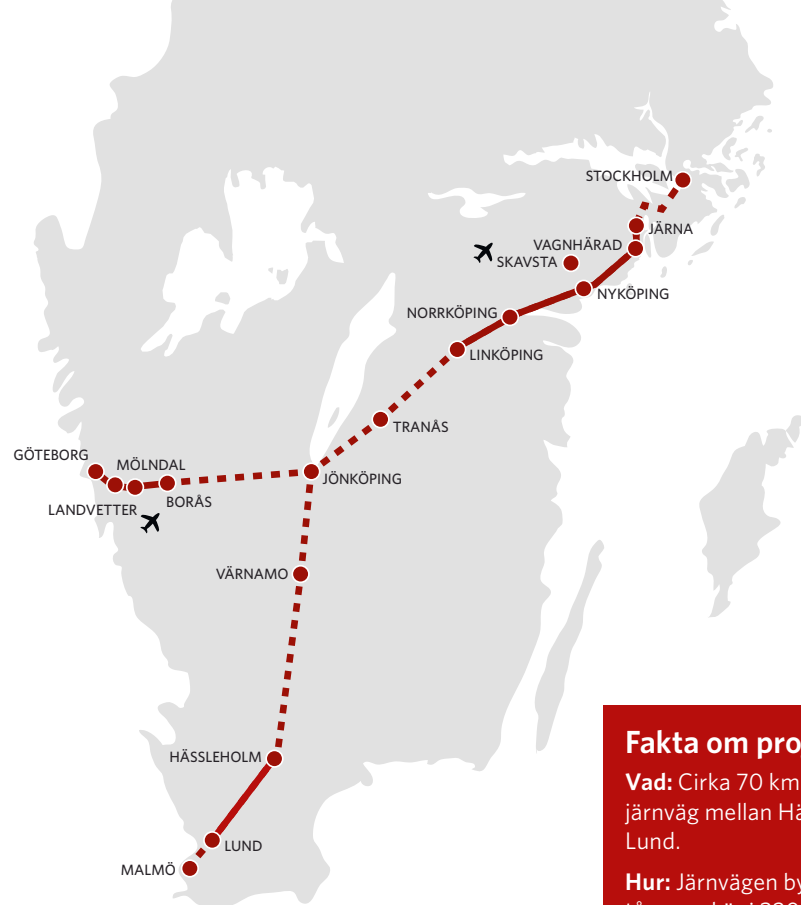 STOCKHOLM
JÄRNA
VAGNHÄRAD
SKAVSTA
NYKÖPING
NORRKÖPING
LINKÖPING
TRANÅS
GÖTEBORG
MÖLNDAL
JÖNKÖPING
BORÅS
LANDVETTER
VÄRNAMO
HÄSSLEHOLM
LUND
MALMÖ
Fakta om pro
Vad: Cirka 70 km
järnväg mellan Hä
Lund.
Hur: Järnvägen by